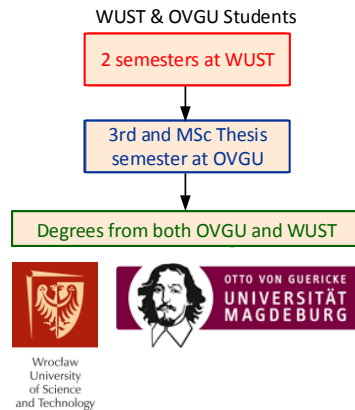 WUST & OVGU Students
2 semesters at WUST
3rd and MSc Thesis
semester at OVGU
Degrees from both OVGU and WUST
OTTO VON GUERICKE
UNIVERSITÄT
MAGDEBURG
Wrocław
University
of Science
and Technology